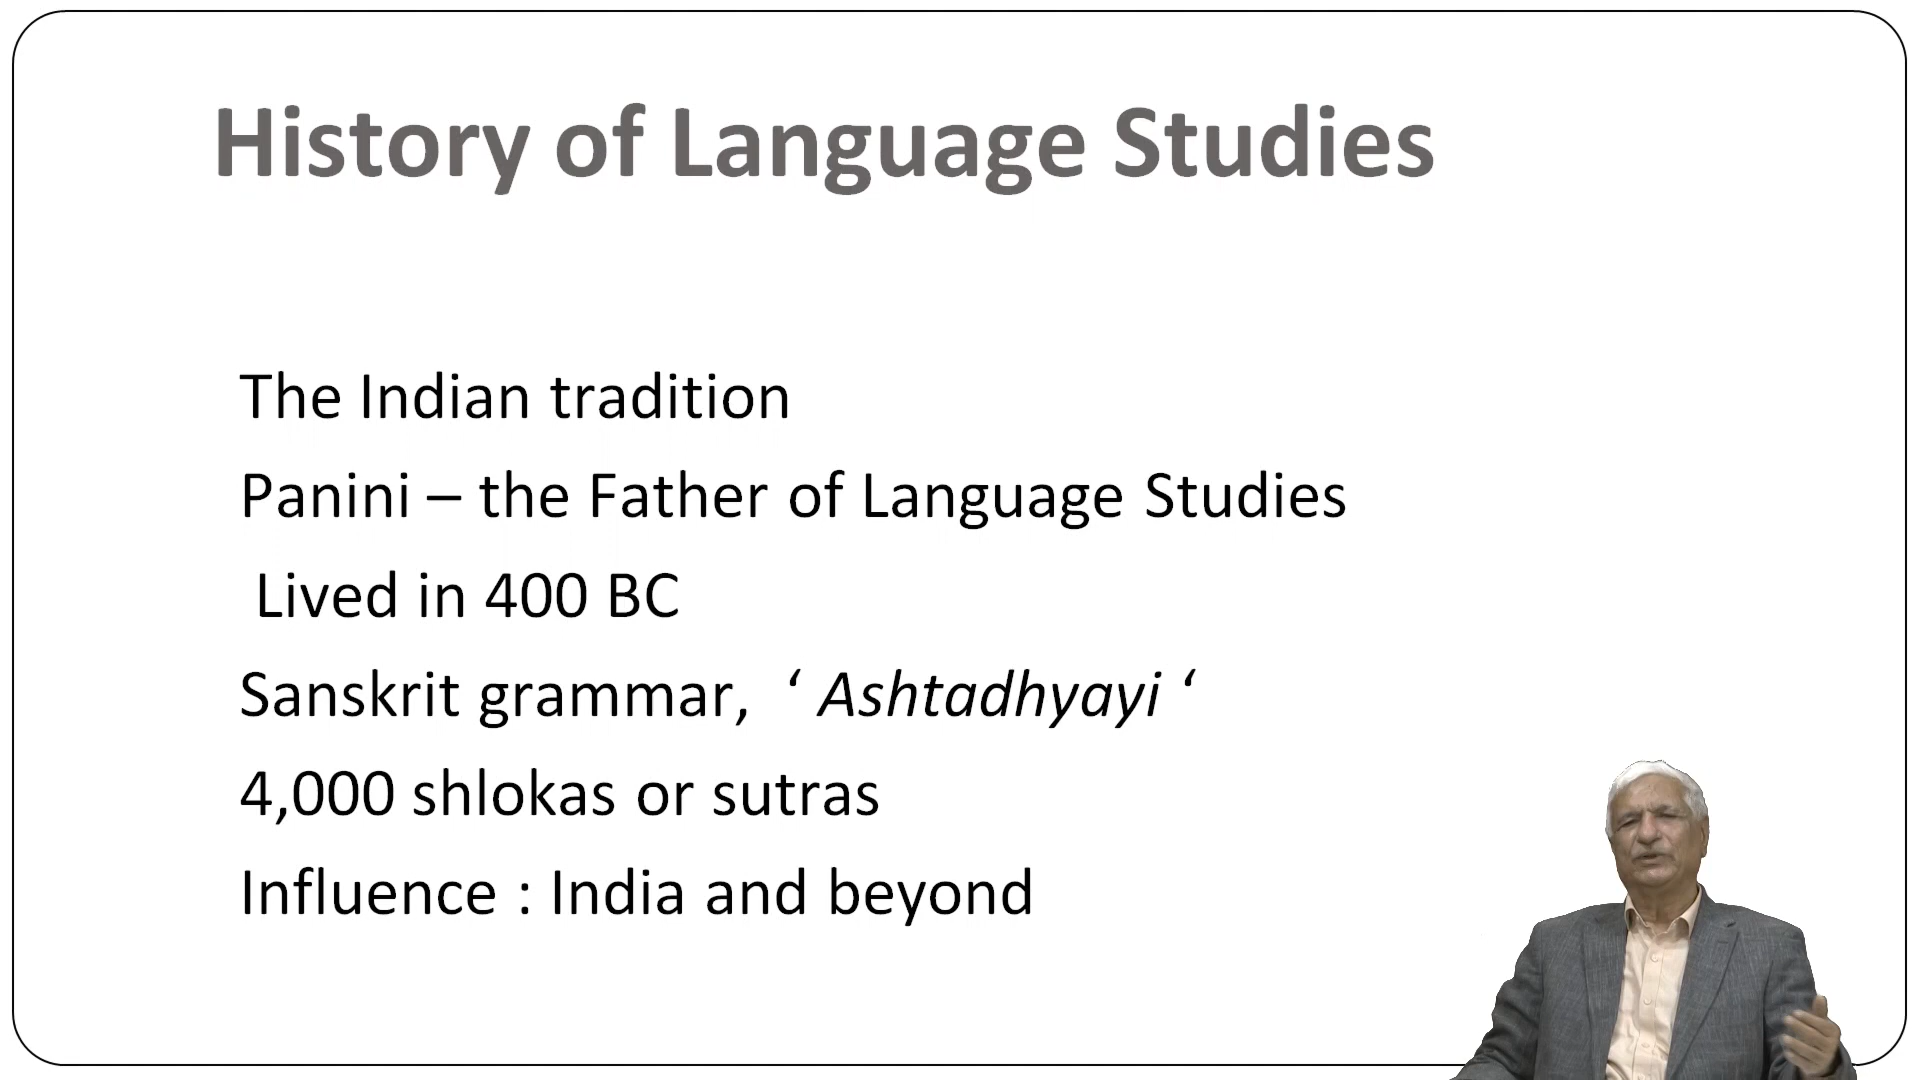 History of Language Studies
The Indian tradition
Panini – the Father of Language Studies
Lived in 400 BC
Sanskrit grammar, ‘ Ashtadhyayi ‘
4,000 shlokas or sutras
Influence : India and beyond